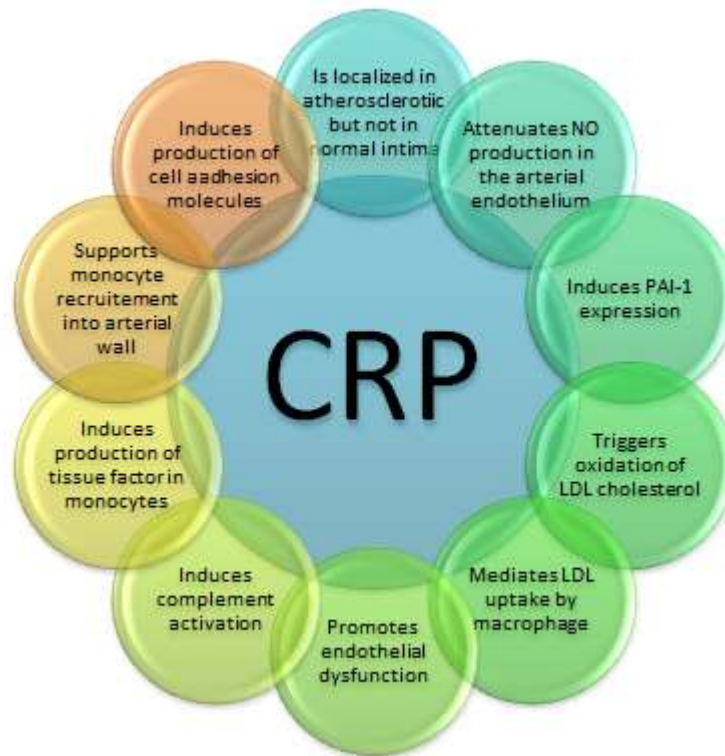 Is localized in
atherosclerotiic
but not in
normal intima
Attenuates NO
production in
the arterial
endothelium
Induces PAI-1
expression
Triggers
oxidation of
LDL cholesterol
Mediates LDL
uptake by
macrophage
Promotes
endothelial
dysfunction
Induces
complement
activation
Induces
production of
tissue factor in
monocytes
Supports
monocyte
recruitement
into arterial
wall
Induces
production of
cell aadhesion
molecules
CRP